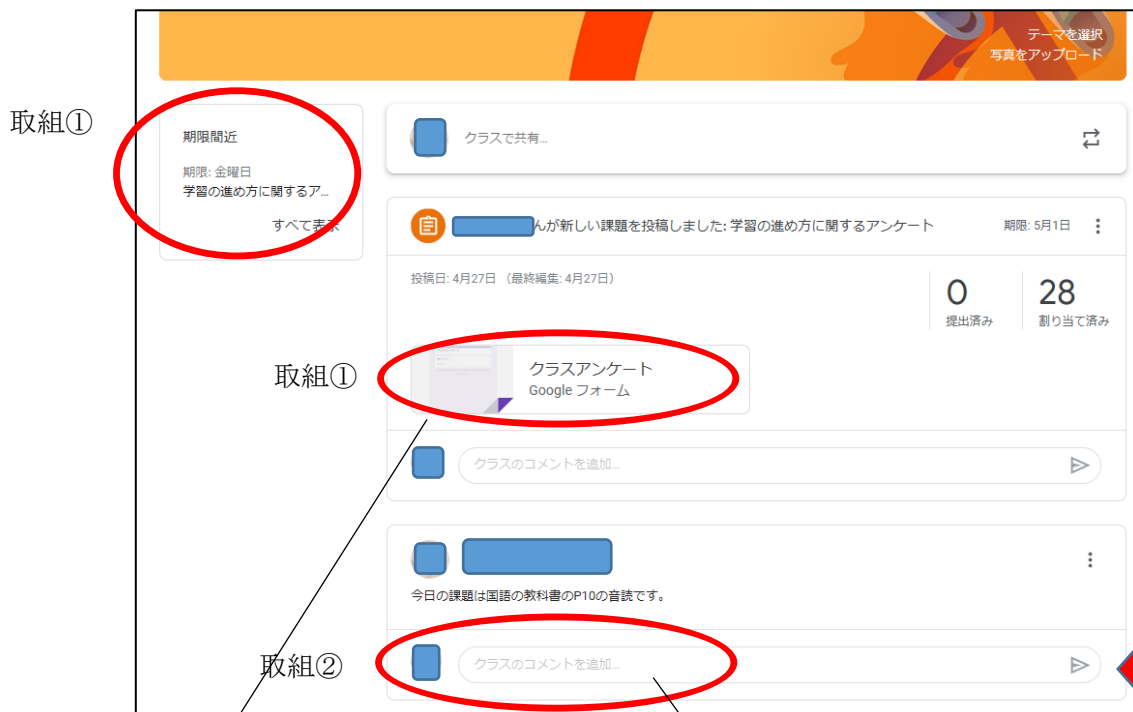 テーマを選択
写真をアップロード
取組①
期限間近
期限: 金曜日
学習の進め方に関するア...
すべて表示
クラスで共有...
んが新しい課題を投稿しました: 学習の進め方に関するアンケート
期限: 5月1日
投稿日: 4月27日 （最終編集: 4月27日）
0
提出済み
28
割り当て済み
取組①
クラスアンケート
Google フォーム
クラスのコメントを追加...
今日の課題は国語の教科書のP10の音読です。
取組②
クラスのコメントを追加...